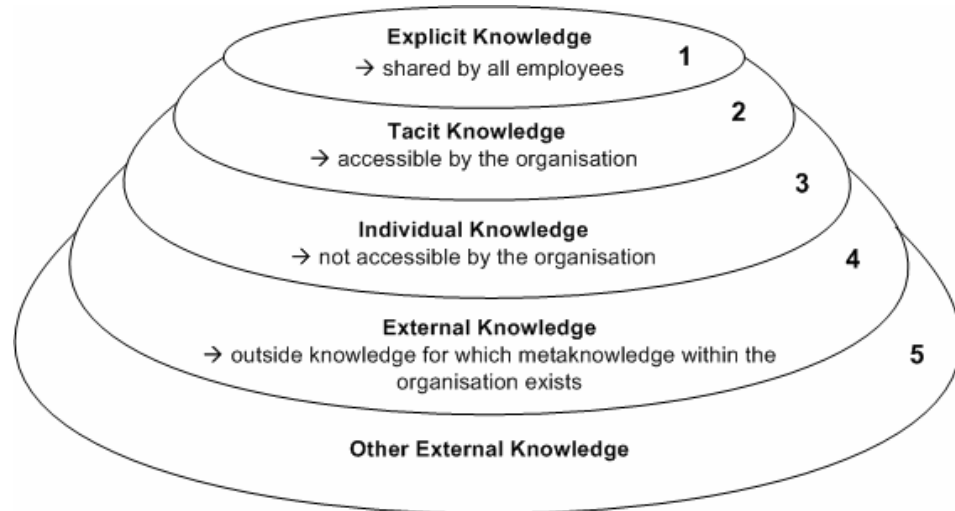 Explicit Knowledge
→ shared by all employees
1
2
Tacit Knowledge
→ accessible by the organisation
3
Individual Knowledge
→ not accessible by the organisation
4
External Knowledge
→ outside knowledge for which metaknowledge within the
organisation exists
5
Other External Knowledge